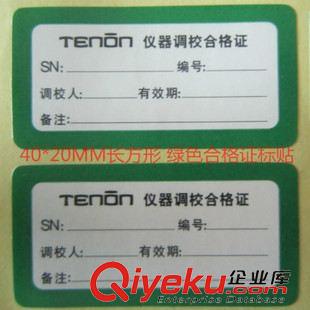 TENŌN 仪器调校合格证
SN: 编号:
调校人: 有效期:
备注:
40*20MM长方形 绿色合格证标贴
TENŌN 仪器调校合格证
SN: 编号:
调校人: 有效期:
备注:
Qiyeku.com 企业库
Enterprise Database